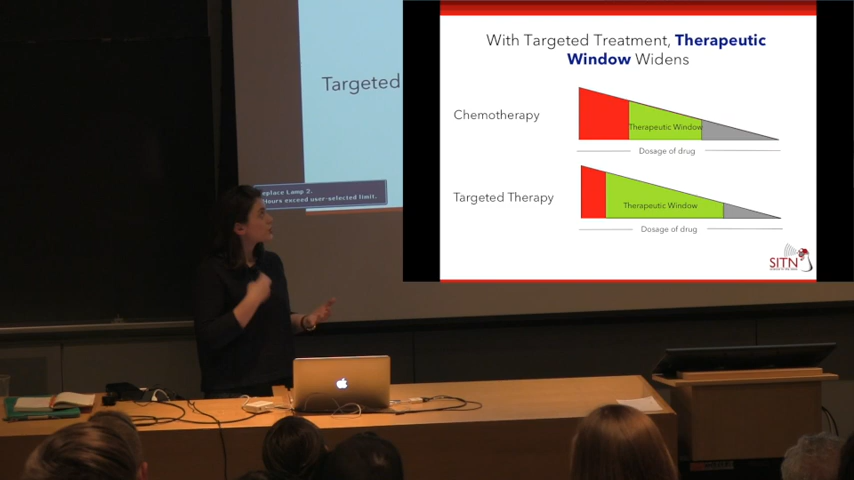 Targeted
eplace Lamp 2.
ours exceed user-selected limit.
With Targeted Treatment, Therapeutic
Window Widens
Chemotherapy
Therapeutic Window
Dosage of drug
Targeted Therapy
Therapeutic Window
Dosage of drug
SITN